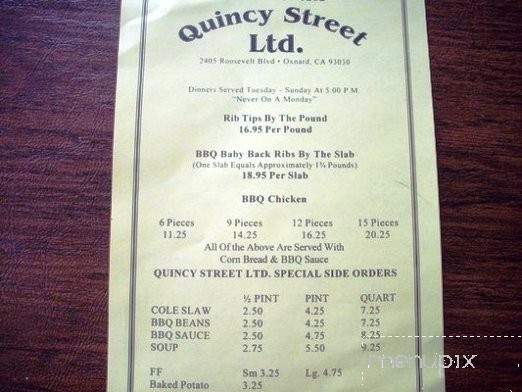 Quincy Street
Ltd.
2405 Roosevelt Blvd • Oxnard, CA 93030
Dinners Served Tuesday - Sunday At 5:00 P.M.
"Never On A Monday"
Rib Tips By The Pound
16.95 Per Pound
BBQ Baby Back Ribs By The Slab
(One Slab Equals Approximately 1¾ Pounds)
18.95 Per Slab
BBQ Chicken
6 Pieces 9 Pieces 12 Pieces 15 Pieces
11.25 14.25 16.25 20.25
All Of the Above Are Served With
Corn Bread & BBQ Sauce
QUINCY STREET LTD. SPECIAL SIDE ORDERS
½ PINT PINT QUART
COLE SLAW 2.50 4.25 7.25
BBQ BEANS 2.50 4.25 7.25
BBQ SAUCE 2.50 4.75 8.25
SOUP 2.75 5.50 9.25
menupix
FF Sm 3.25 Lg. 4.75
Baked Potato 3.25